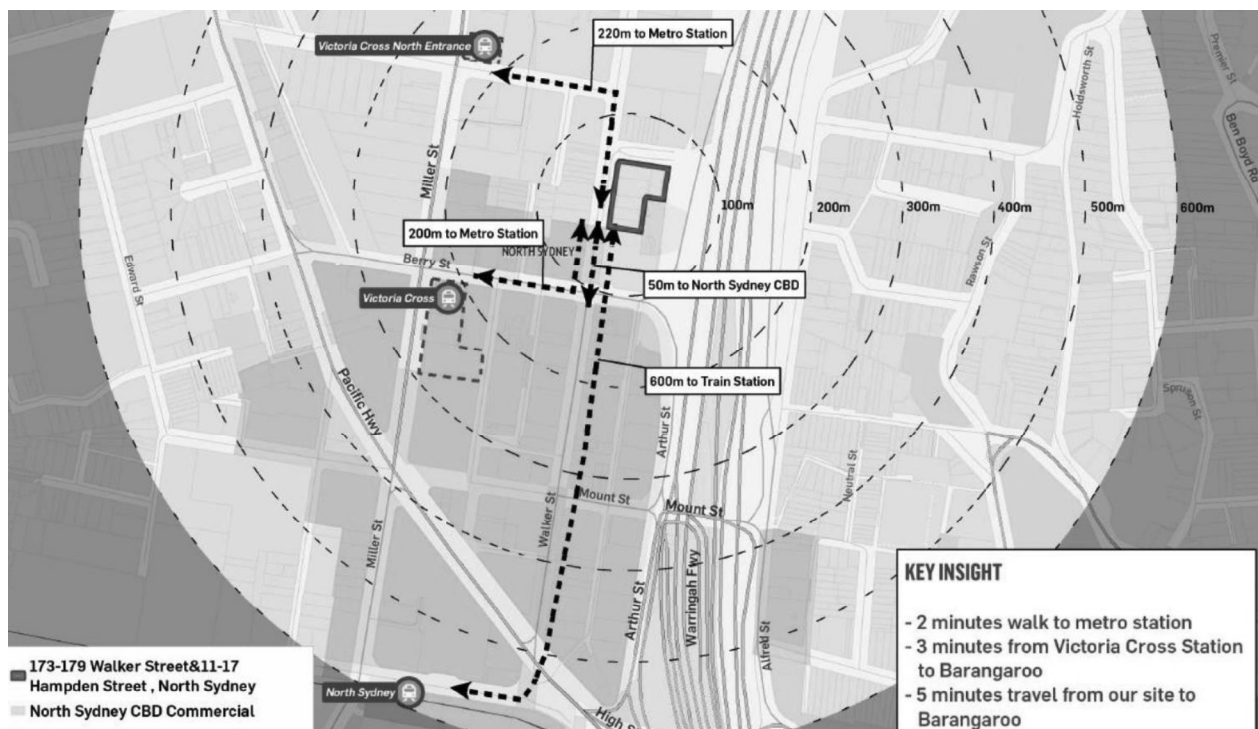 Victoria Cross North Entrance
220m to Metro Station
Holdsworth St
Premier St
Ben Boyd Rd
Miller St
100m
200m
300m
400m
500m
600m
200m to Metro Station
NORTH SYDNEY
Berry St
Edward St
Rawson St
50m to North Sydney CBD
Victoria Cross
600m to Train Station
Pacific Hwy
Arthur St
Spruson St
Neutral St
Mount St
Mount St
Walker St
Miller St
Arthur St
Warringah Fwy
Alfred St
North Sydney
High S
173-179 Walker Street&11-17
Hampden Street , North Sydney
North Sydney CBD Commercial
KEY INSIGHT
- 2 minutes walk to metro station
- 3 minutes from Victoria Cross Station
to Barangaroo
- 5 minutes travel from our site to
Barangaroo